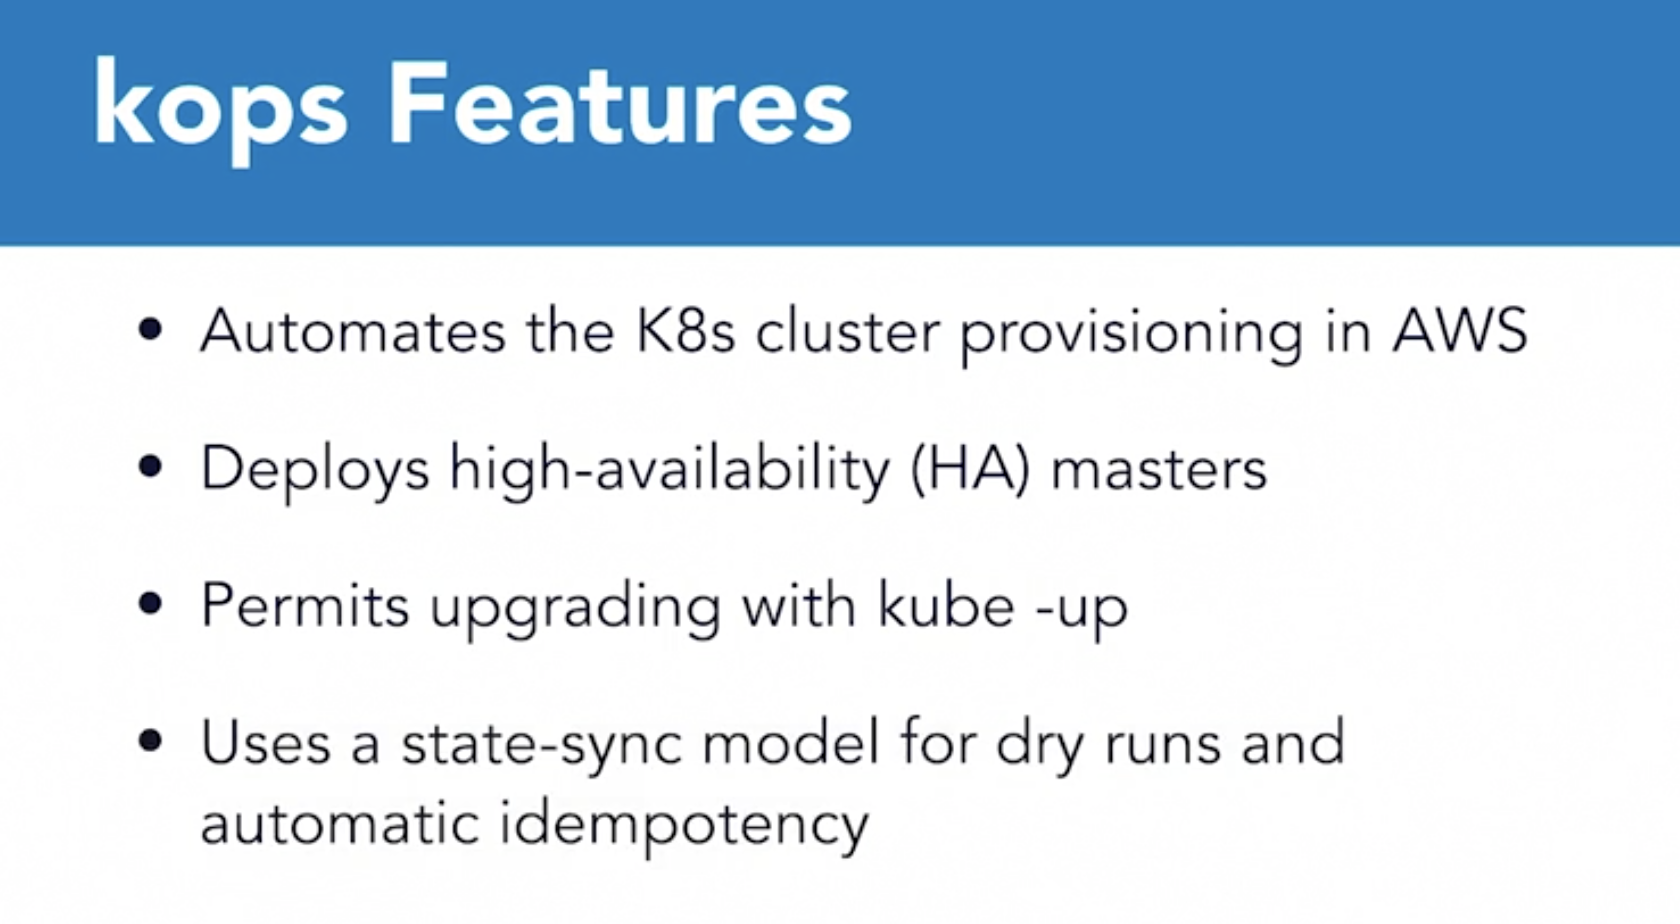 kops Features
• Automates the K8s cluster provisioning in AWS
• Deploys high-availability (HA) masters
• Permits upgrading with kube -up
• Uses a state-sync model for dry runs and
automatic idempotency